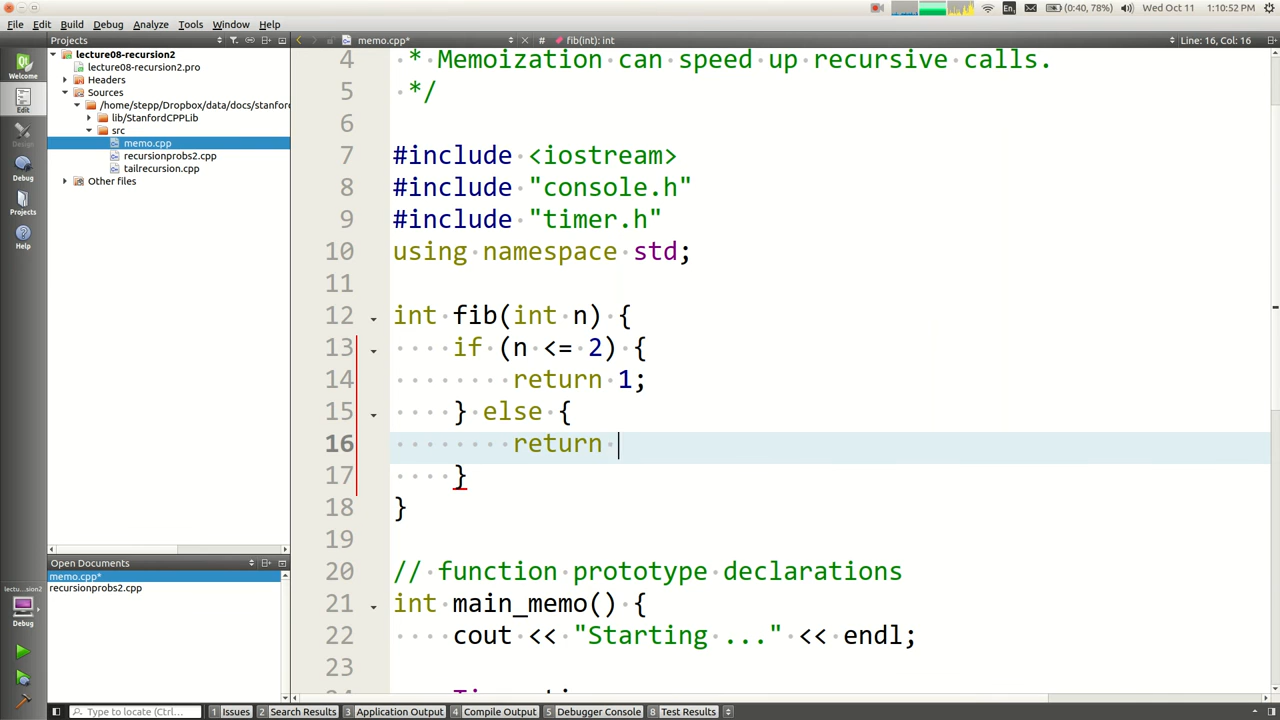 (0:40, 78%) Wed Oct 11 1:10:52 PM
File Edit Build Debug Analyze Tools Window Help
Projects
memo.cpp*
# fib(int): int
Line: 16, Col: 16
Welcome
Edit
Design
Debug
Projects
Help
lecture08-recursion2
lecture08-recursion2.pro
Headers
Sources
/home/stepp/Dropbox/data/docs/stanford
lib/StanfordCPPLib
src
memo.cpp
recursionprobs2.cpp
tailrecursion.cpp
Other files
4 * Memoization can speed up recursive calls.
5 */
6
7 #include <iostream>
8 #include "console.h"
9 #include "timer.h"
10 using namespace std;
11
12 int fib(int n) {
13 if (n <= 2) {
14 return 1;
15 } else {
16 return
17 }
18 }
19
20 // function prototype declarations
21 int main_memo() {
22 cout << "Starting ..." << endl;
23
Open Documents
memo.cpp*
recursionprobs2.cpp
lectu...sion2
Debug
Type to locate (Ctrl+...
1 Issues 2 Search Results 3 Application Output 4 Compile Output 5 Debugger Console 8 Test Results